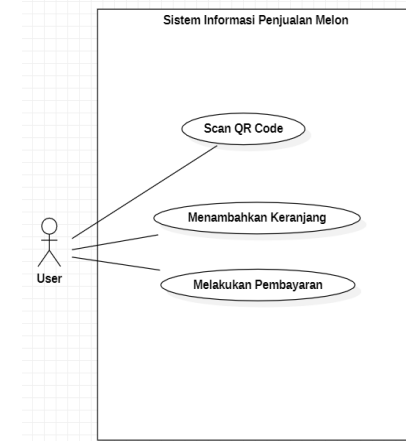 Sistem Informasi Penjualan Melon
Scan QR Code
Menambahkan Keranjang
Melakukan Pembayaran
User